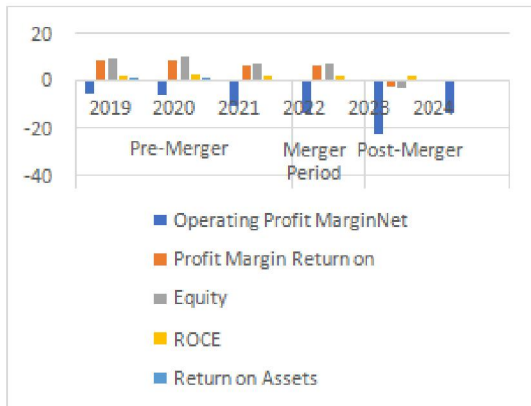 20
0
2019 2020 2021 2022 2023 2024
-20
Pre-Merger Merger Post-Merger
Period
-40
Operating Profit MarginNet
Profit Margin Return on
Equity
ROCE
Return on Assets